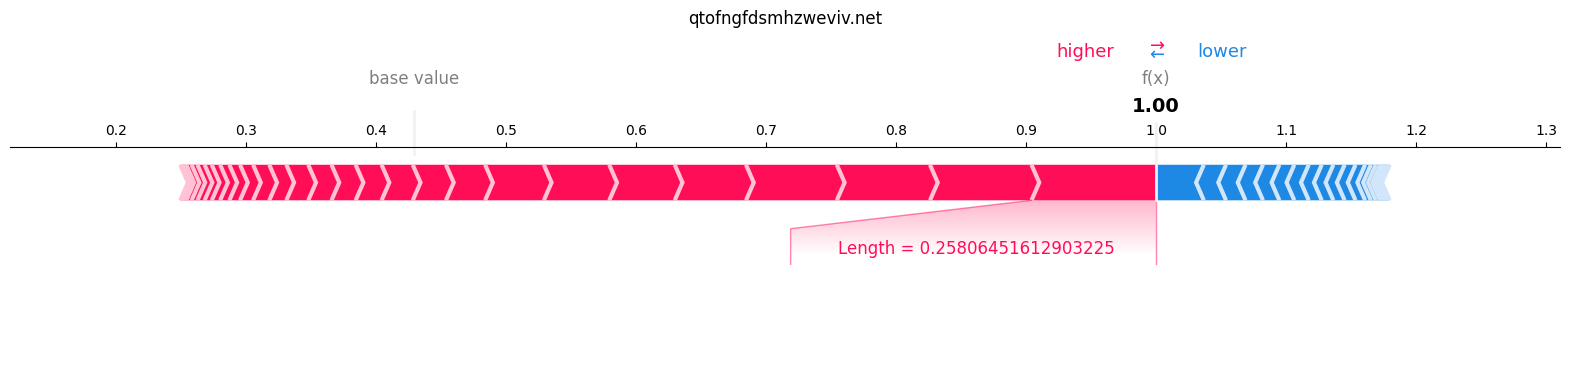 qtofngfdsmhzweviv.net
higher → ← lower
base value f(x)
1.00
0.2 0.3 0.4 0.5 0.6 0.7 0.8 0.9 1.0 1.1 1.2 1.3
Length = 0.25806451612903225